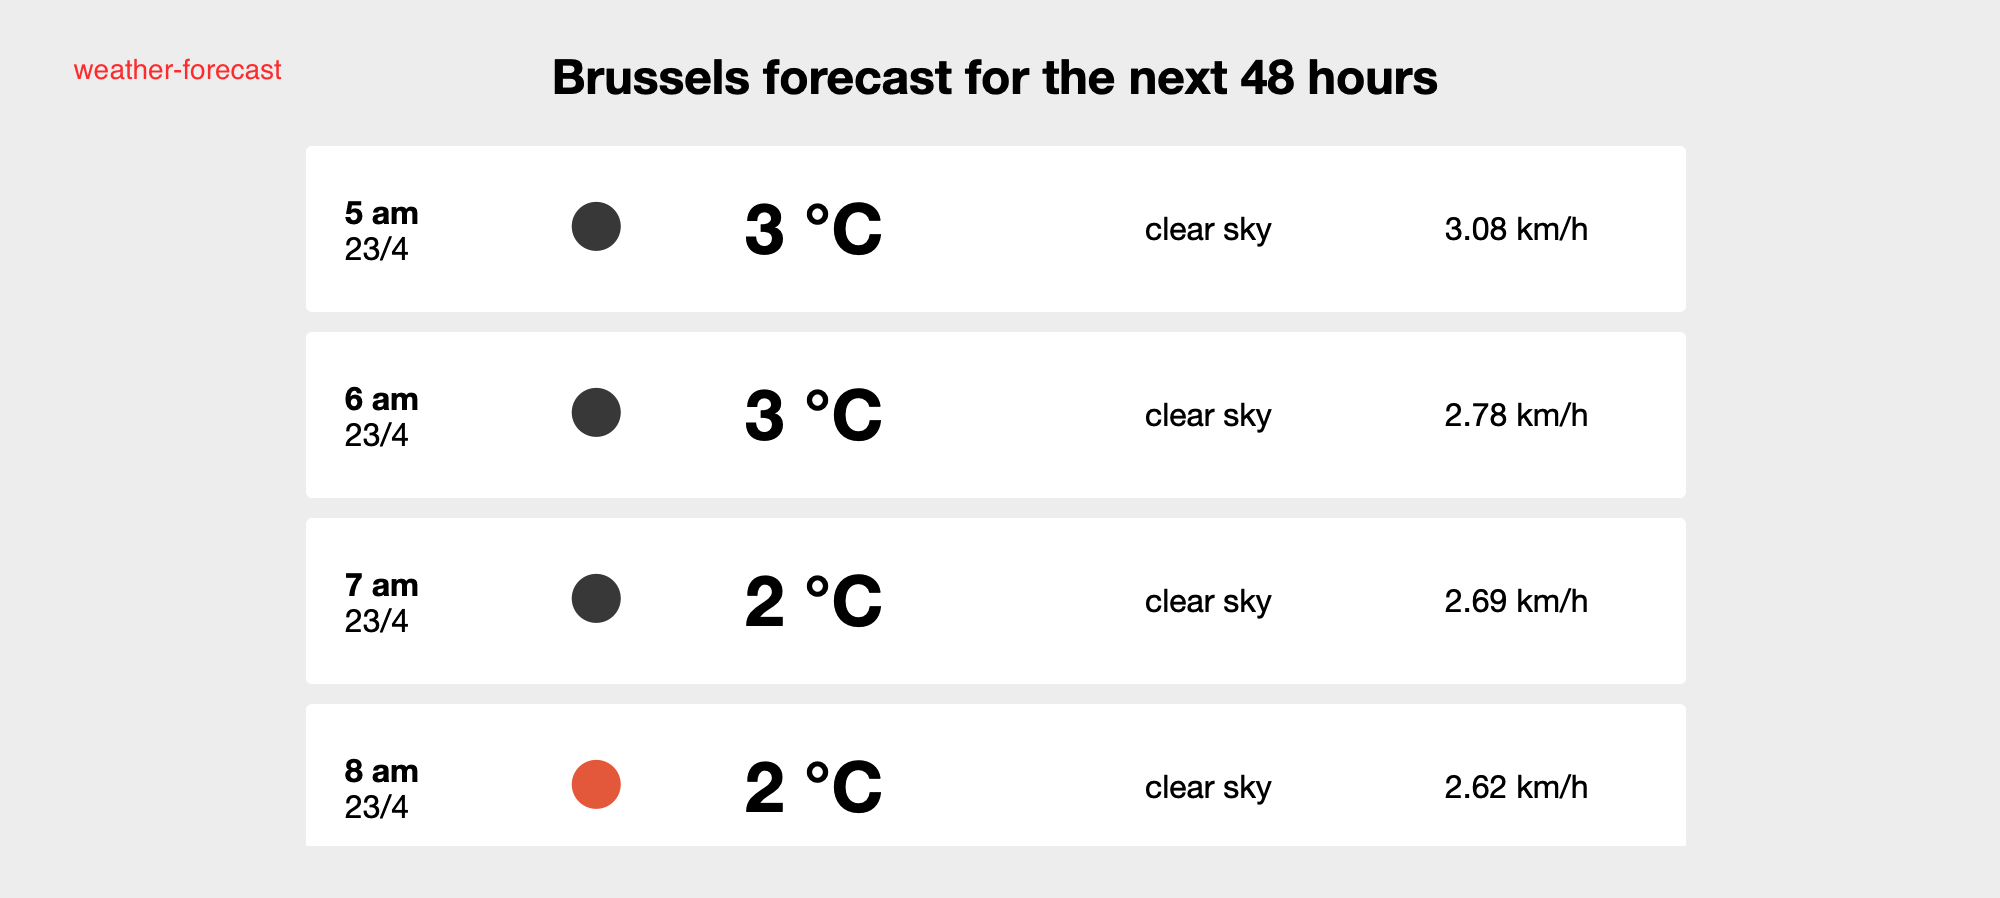 weather-forecast
Brussels forecast for the next 48 hours
5 am
23/4
3 °C
clear sky
3.08 km/h
6 am
23/4
3 °C
clear sky
2.78 km/h
7 am
23/4
2 °C
clear sky
2.69 km/h
8 am
23/4
2 °C
clear sky
2.62 km/h